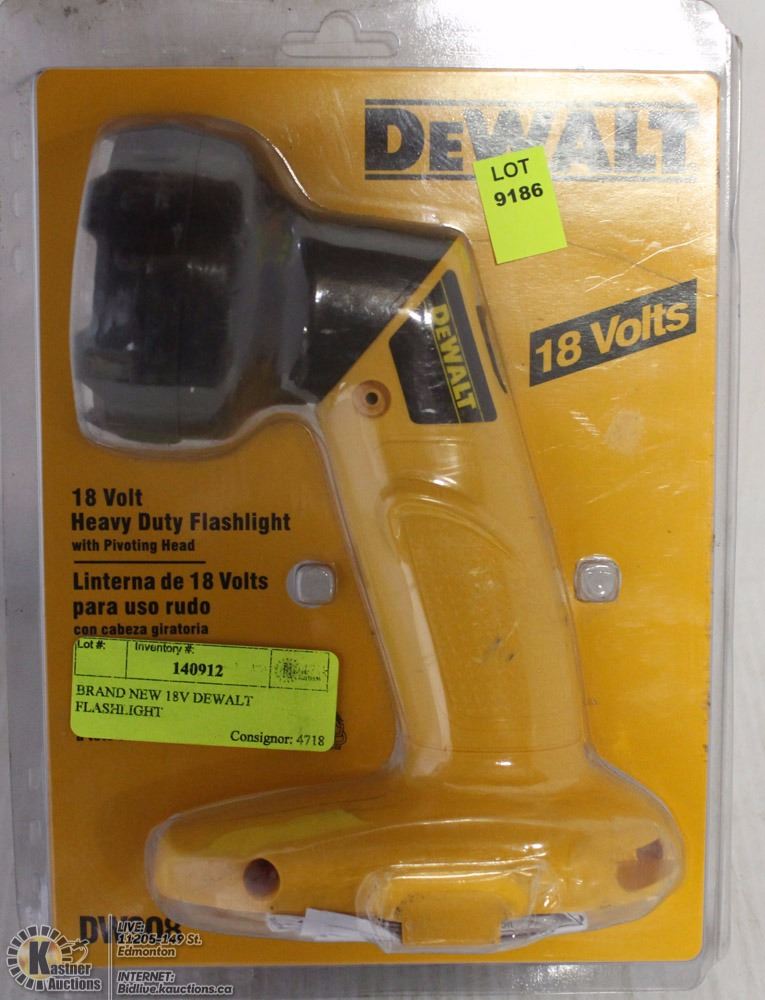 DEWALT
LOT
9186
DEWALT
18 Volts
18 Volt
Heavy Duty Flashlight
with Pivoting Head
Linterna de 18 Volts
para uso rudo
con cabeza giratoria
Lot #:
Inventory #:
140912
BRAND NEW 18V DEWALT
FLASHLIGHT
Consignor: 4718
DW908
Kastner
Auctions
LIVE:
11205-149 St.
Edmonton
INTERNET:
Bidlive.kauctions.ca